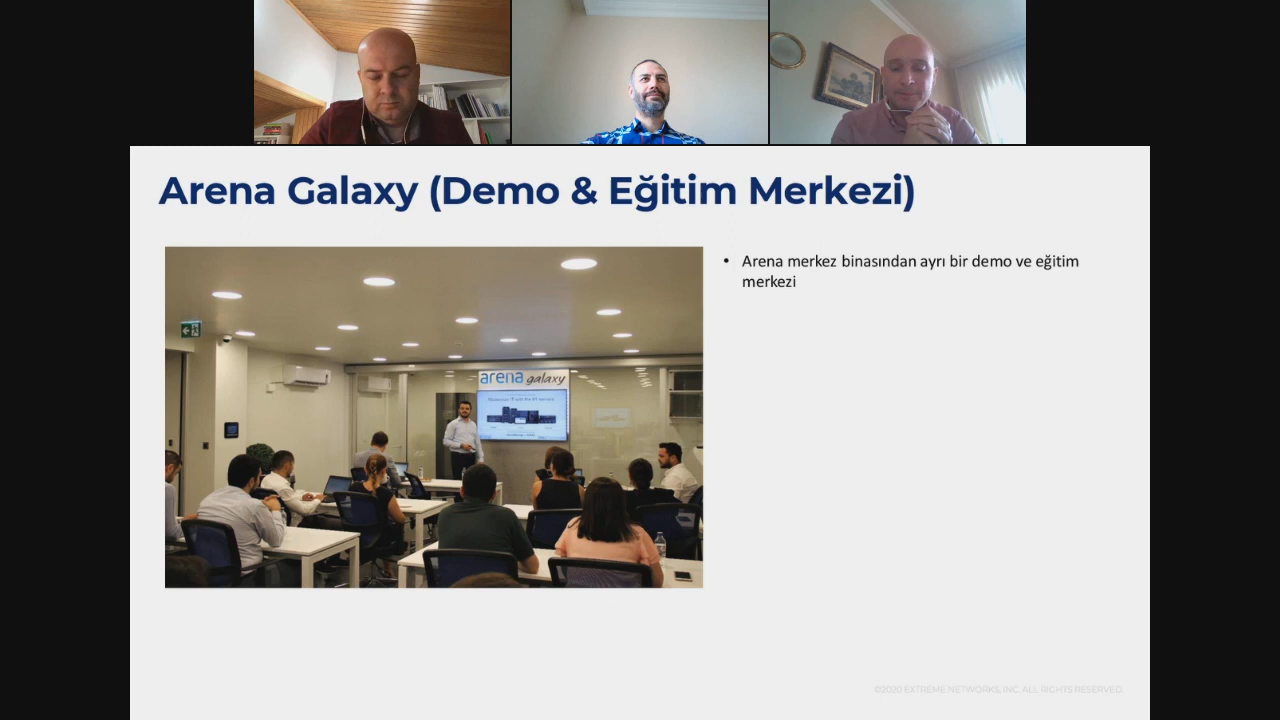 Arena Galaxy (Demo & Eğitim Merkezi)
• Arena merkez binasından ayrı bir demo ve eğitim
merkezi
arena galaxy
©2020 EXTREME NETWORKS, INC. ALL RIGHTS RESERVED.